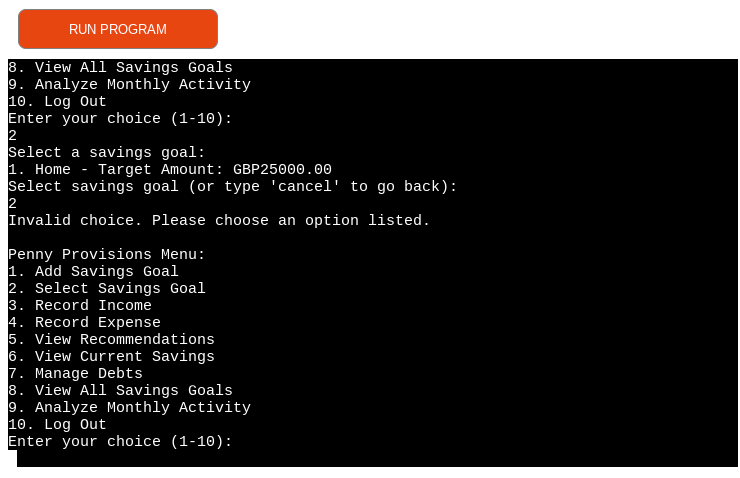 RUN PROGRAM
8. View All Savings Goals
9. Analyze Monthly Activity
10. Log Out
Enter your choice (1-10):
2
Select a savings goal:
1. Home - Target Amount: GBP25000.00
Select savings goal (or type 'cancel' to go back):
2
Invalid choice. Please choose an option listed.
Penny Provisions Menu:
1. Add Savings Goal
2. Select Savings Goal
3. Record Income
4. Record Expense
5. View Recommendations
6. View Current Savings
7. Manage Debts
8. View All Savings Goals
9. Analyze Monthly Activity
10. Log Out
Enter your choice (1-10):